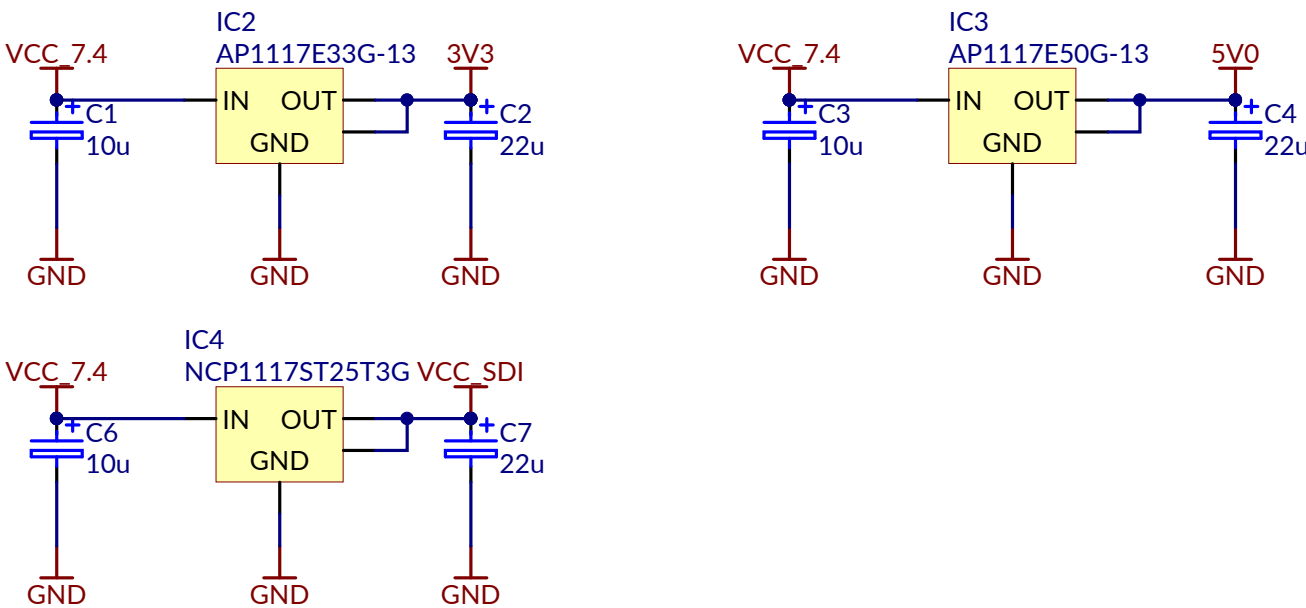 IC2
AP1117E33G-13
VCC_7.4
3V3
IN OUT
GND
+ C1
10u
+ C2
22u
GND
GND
GND
IC3
AP1117E50G-13
VCC_7.4
5V0
IN OUT
GND
+ C3
10u
+ C4
22u
GND
GND
GND
IC4
NCP1117ST25T3G
VCC_7.4
VCC_SDI
IN OUT
GND
+ C6
10u
+ C7
22u
GND
GND
GND